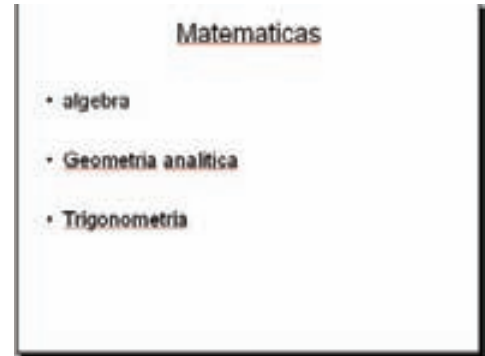 Matematicas
• algebra
• Geometria analitica
• Trigonometria